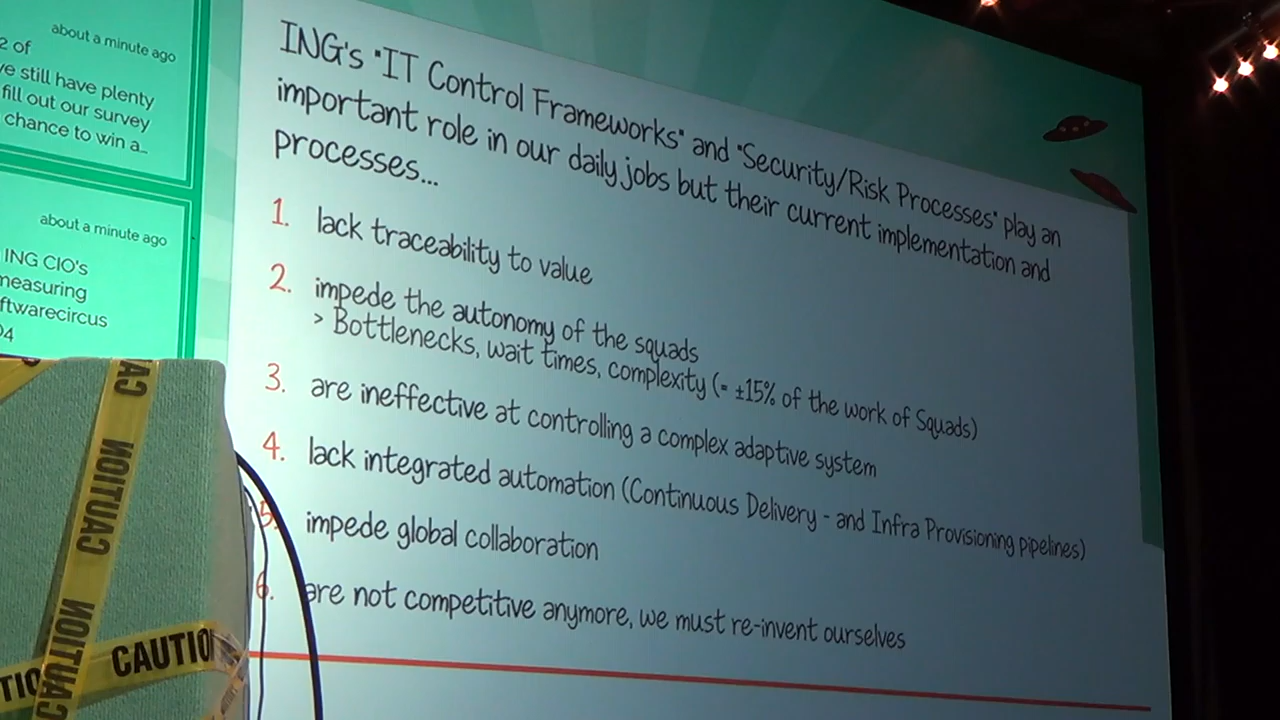 about a minute ago
2 of
ve still have plenty
fill out our survey
chance to win a...
about a minute ago
ING CIO's
measuring
ftwarecircus
04
ING's "IT Control Frameworks" and "Security/Risk Processes" play an
important role in our daily jobs but their current implementation and
processes...
1. lack traceability to value
2. impede the autonomy of the squads
> Bottlenecks, wait times, complexity (= ±15% of the work of Squads)
3. are ineffective at controlling a complex adaptive system
4. lack integrated automation (Continuous Delivery - and Infra Provisioning pipelines)
5. impede global collaboration
6. are not competitive anymore, we must re-invent ourselves
CA
CAUTION
CAUTION
CAUTIO
TIO